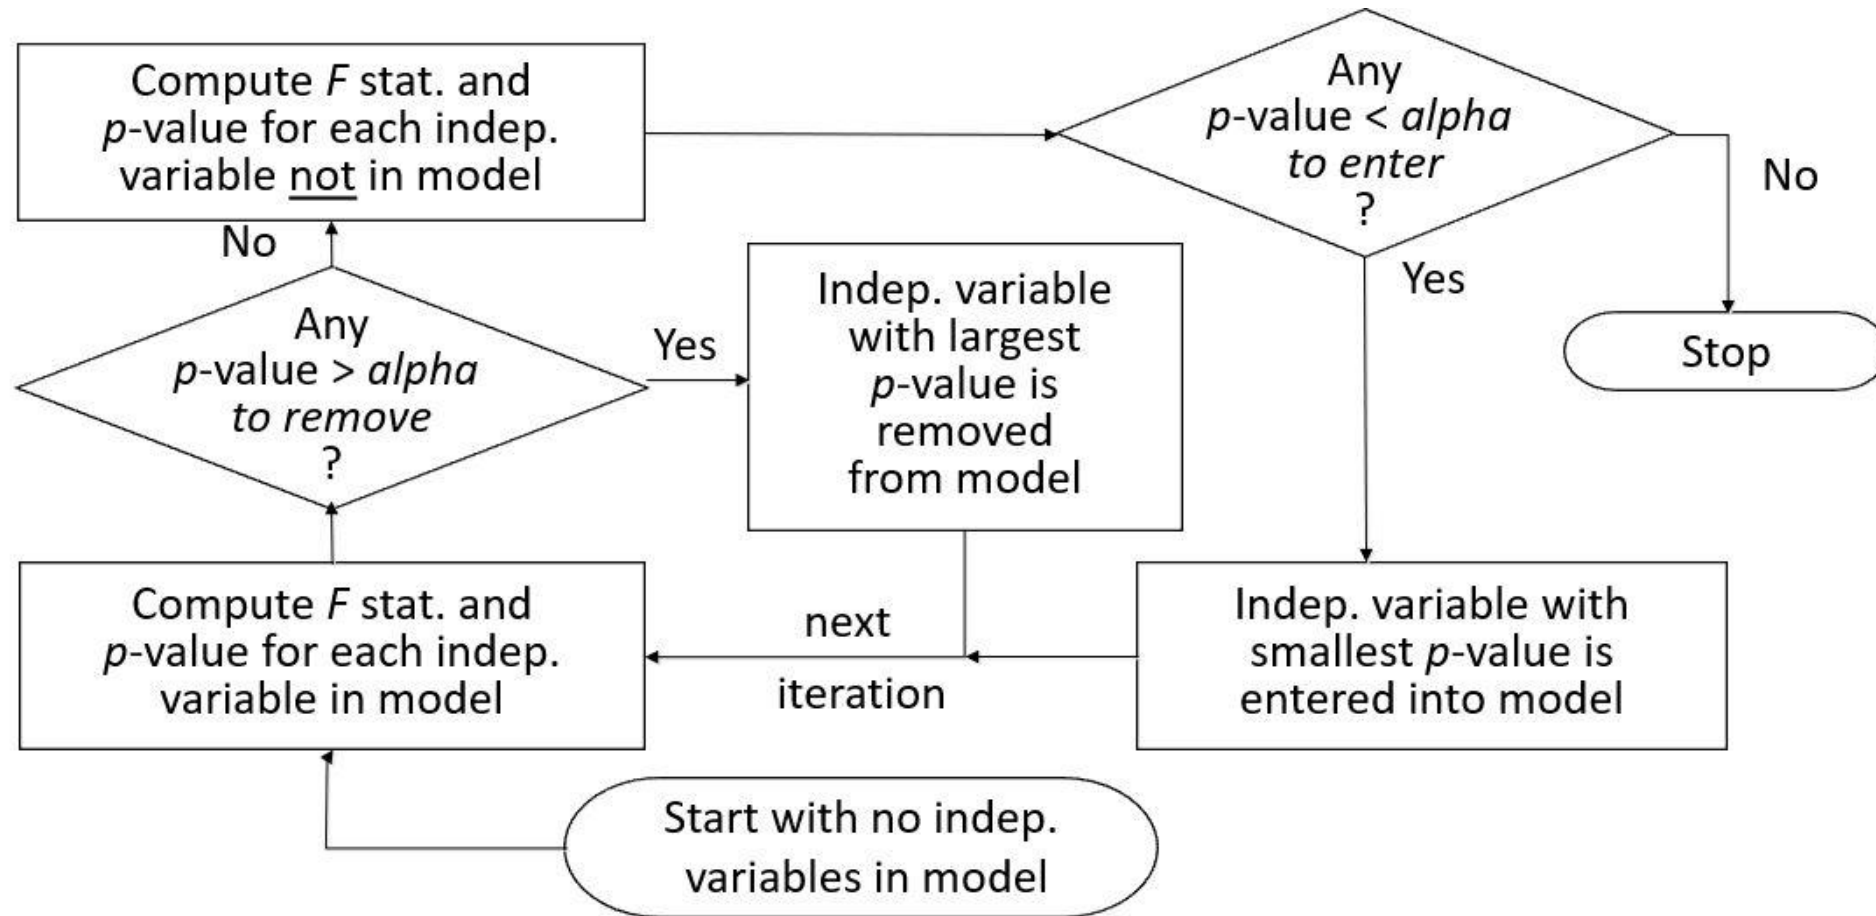 Compute F stat. and
p-value for each indep.
variable not in model
Any
p-value < alpha
to enter
?
No
No
Yes
Any
p-value > alpha
to remove
?
Yes
Indep. variable
with largest
p-value is
removed
from model
Stop
Compute F stat. and
p-value for each indep.
variable in model
next
iteration
Indep. variable with
smallest p-value is
entered into model
Start with no indep.
variables in model